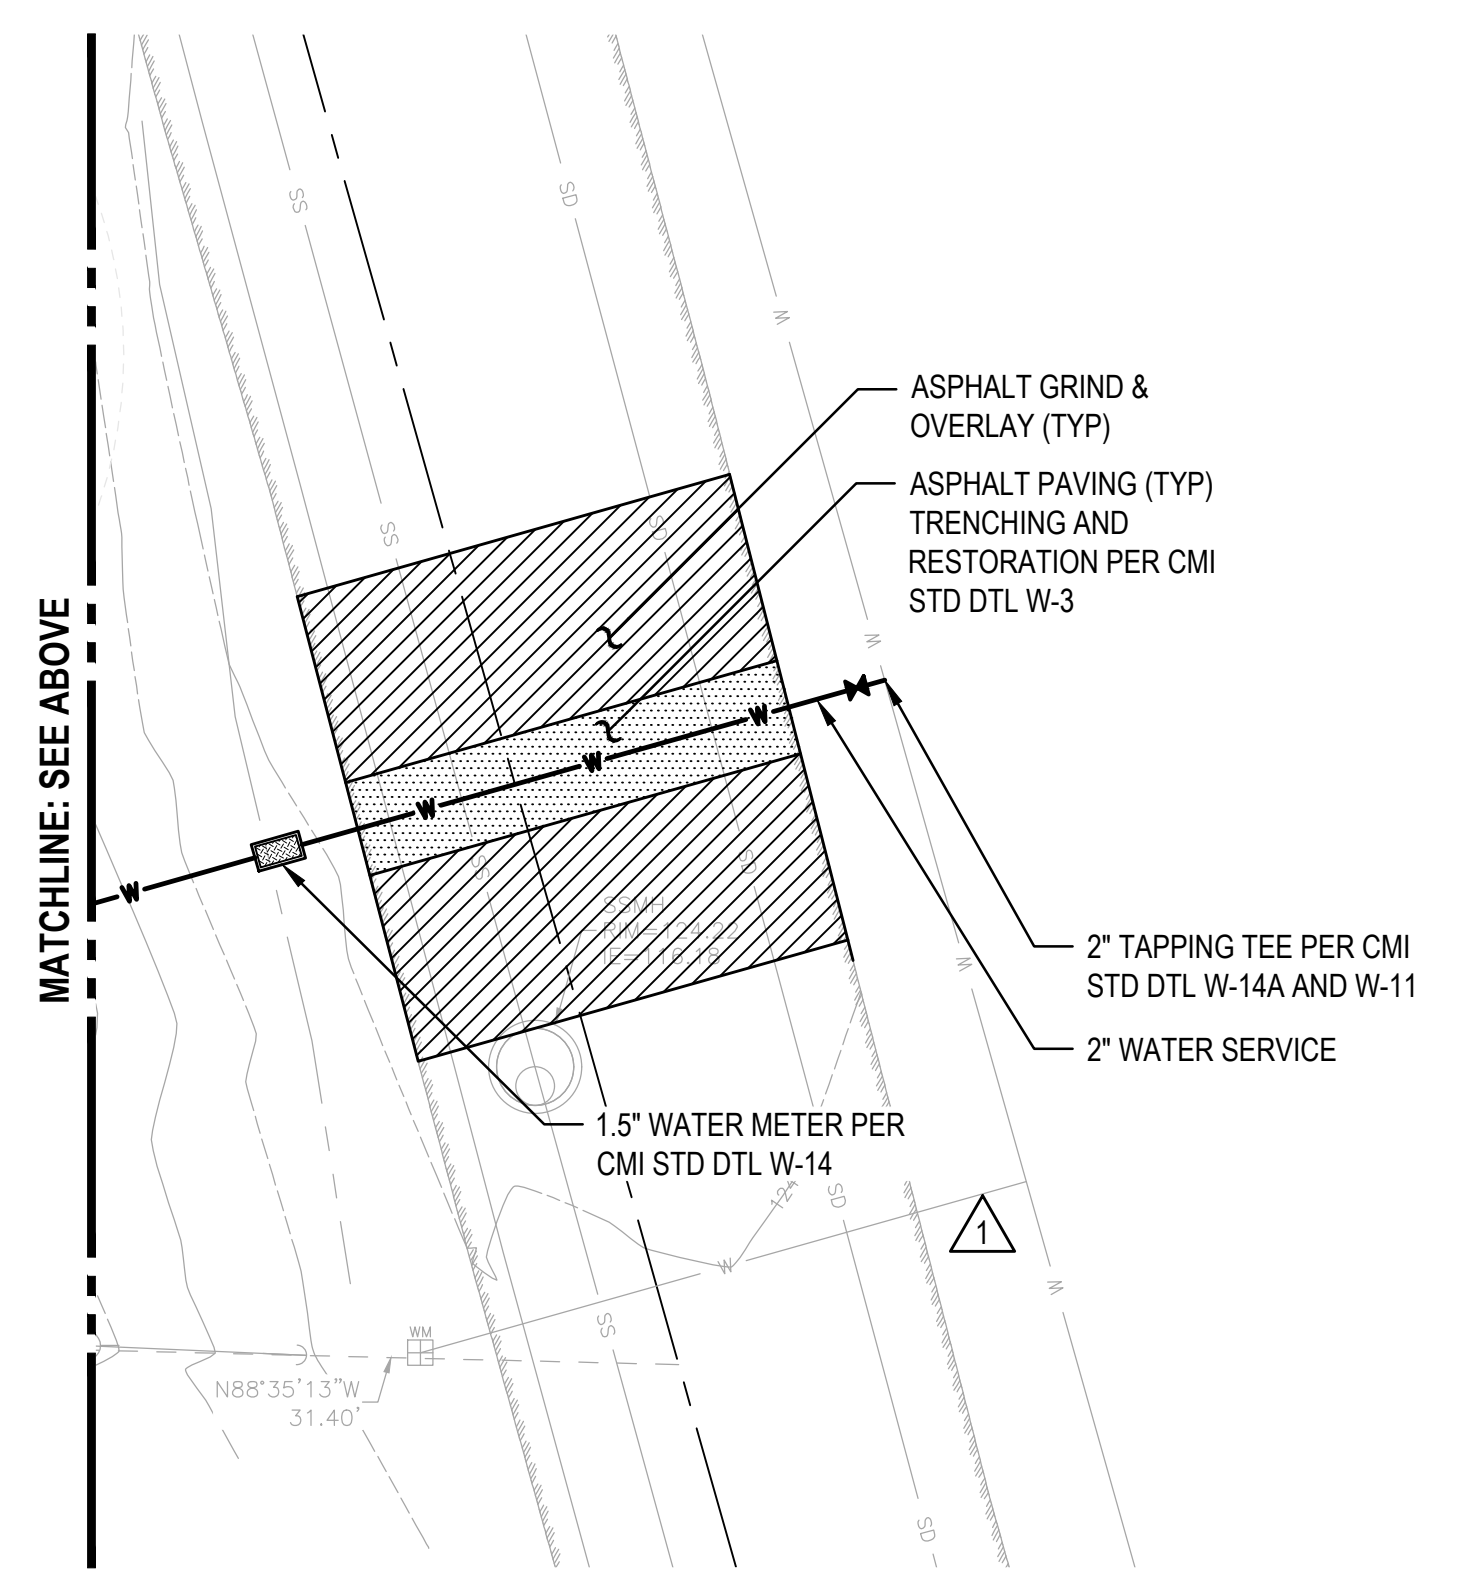 MATCHLINE: SEE ABOVE
SS
SD
W
ASPHALT GRIND &
OVERLAY (TYP)
ASPHALT PAVING (TYP)
TRENCHING AND
RESTORATION PER CMI
STD DTL W-3
SS
SD
W
W
W
W
W
SS
SD
SSMH
RIM=124.22
IE=116.18
W
2" TAPPING TEE PER CMI
STD DTL W-14A AND W-11
2" WATER SERVICE
1.5" WATER METER PER
CMI STD DTL W-14
SD
1
W
W
SS
WM
N88°35'13"W
31.40'
SD